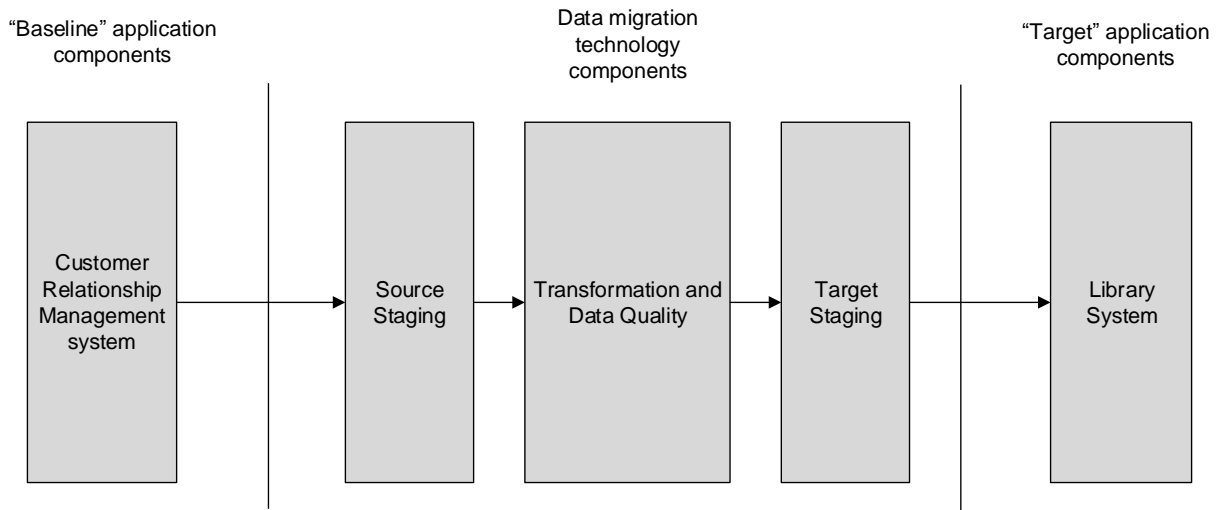 “Baseline” application
components
Data migration
technology
components
“Target” application
components
Customer
Relationship
Management
system
Source
Staging
Transformation and
Data Quality
Target
Staging
Library
System